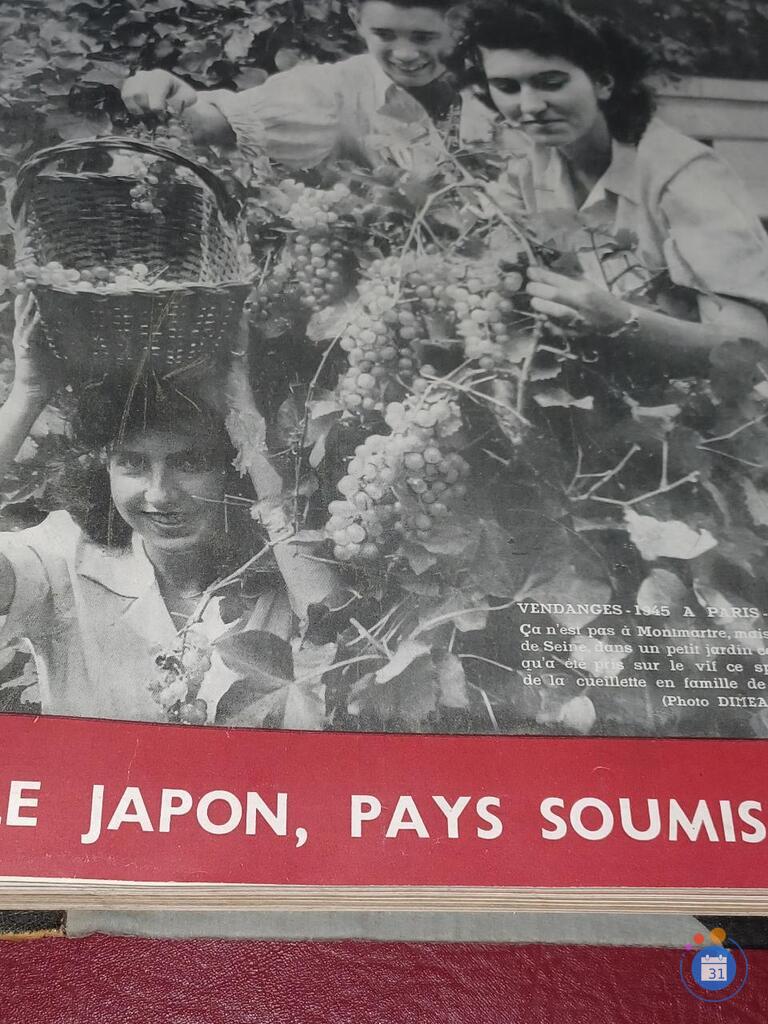 VENDANGES - 1945 A PARIS -
Ça n'est pas à Montmartre, mais
de Seine, dans un petit jardin
qu'a été pris sur le vif ce
de la cueillette en famille de
(Photo
LE JAPON, PAYS SOUMIS
31